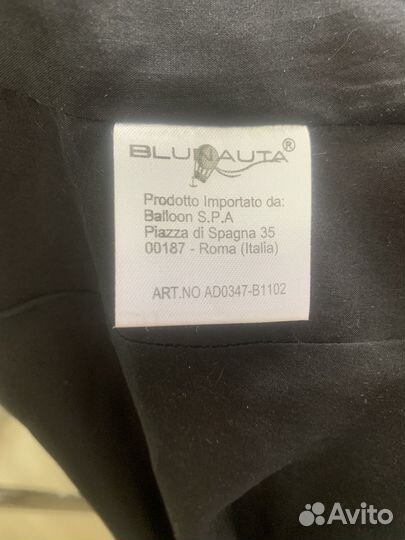 BLUNAUTA®
Prodotto Importato da:
Balloon S.P.A
Piazza di Spagna 35
00187 - Roma (Italia)
ART.NO AD0347-B1102
Avito